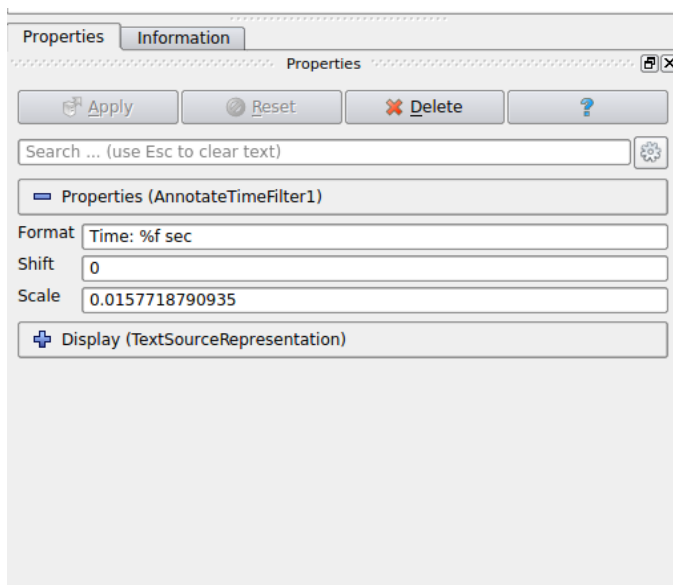 Properties Information
Properties
Apply Reset Delete ?
Search ... (use Esc to clear text)
Properties (AnnotateTimeFilter1)
Format Time: %f sec
Shift 0
Scale 0.0157718790935
Display (TextSourceRepresentation)